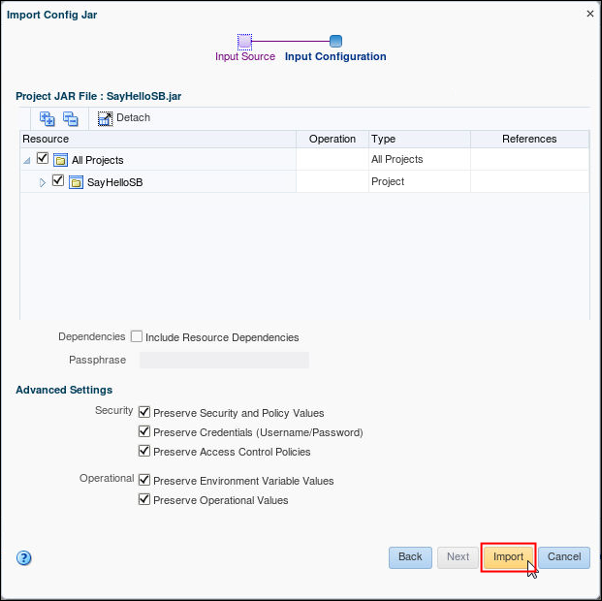 Import Config Jar
Input Source Input Configuration
Project JAR File : SayHelloSB.jar
Detach
Resource Operation Type References
All Projects All Projects
SayHelloSB Project
Dependencies Include Resource Dependencies
Passphrase
Advanced Settings
Security Preserve Security and Policy Values
Preserve Credentials (Username/Password)
Preserve Access Control Policies
Operational Preserve Environment Variable Values
Preserve Operational Values
Back Next Import Cancel